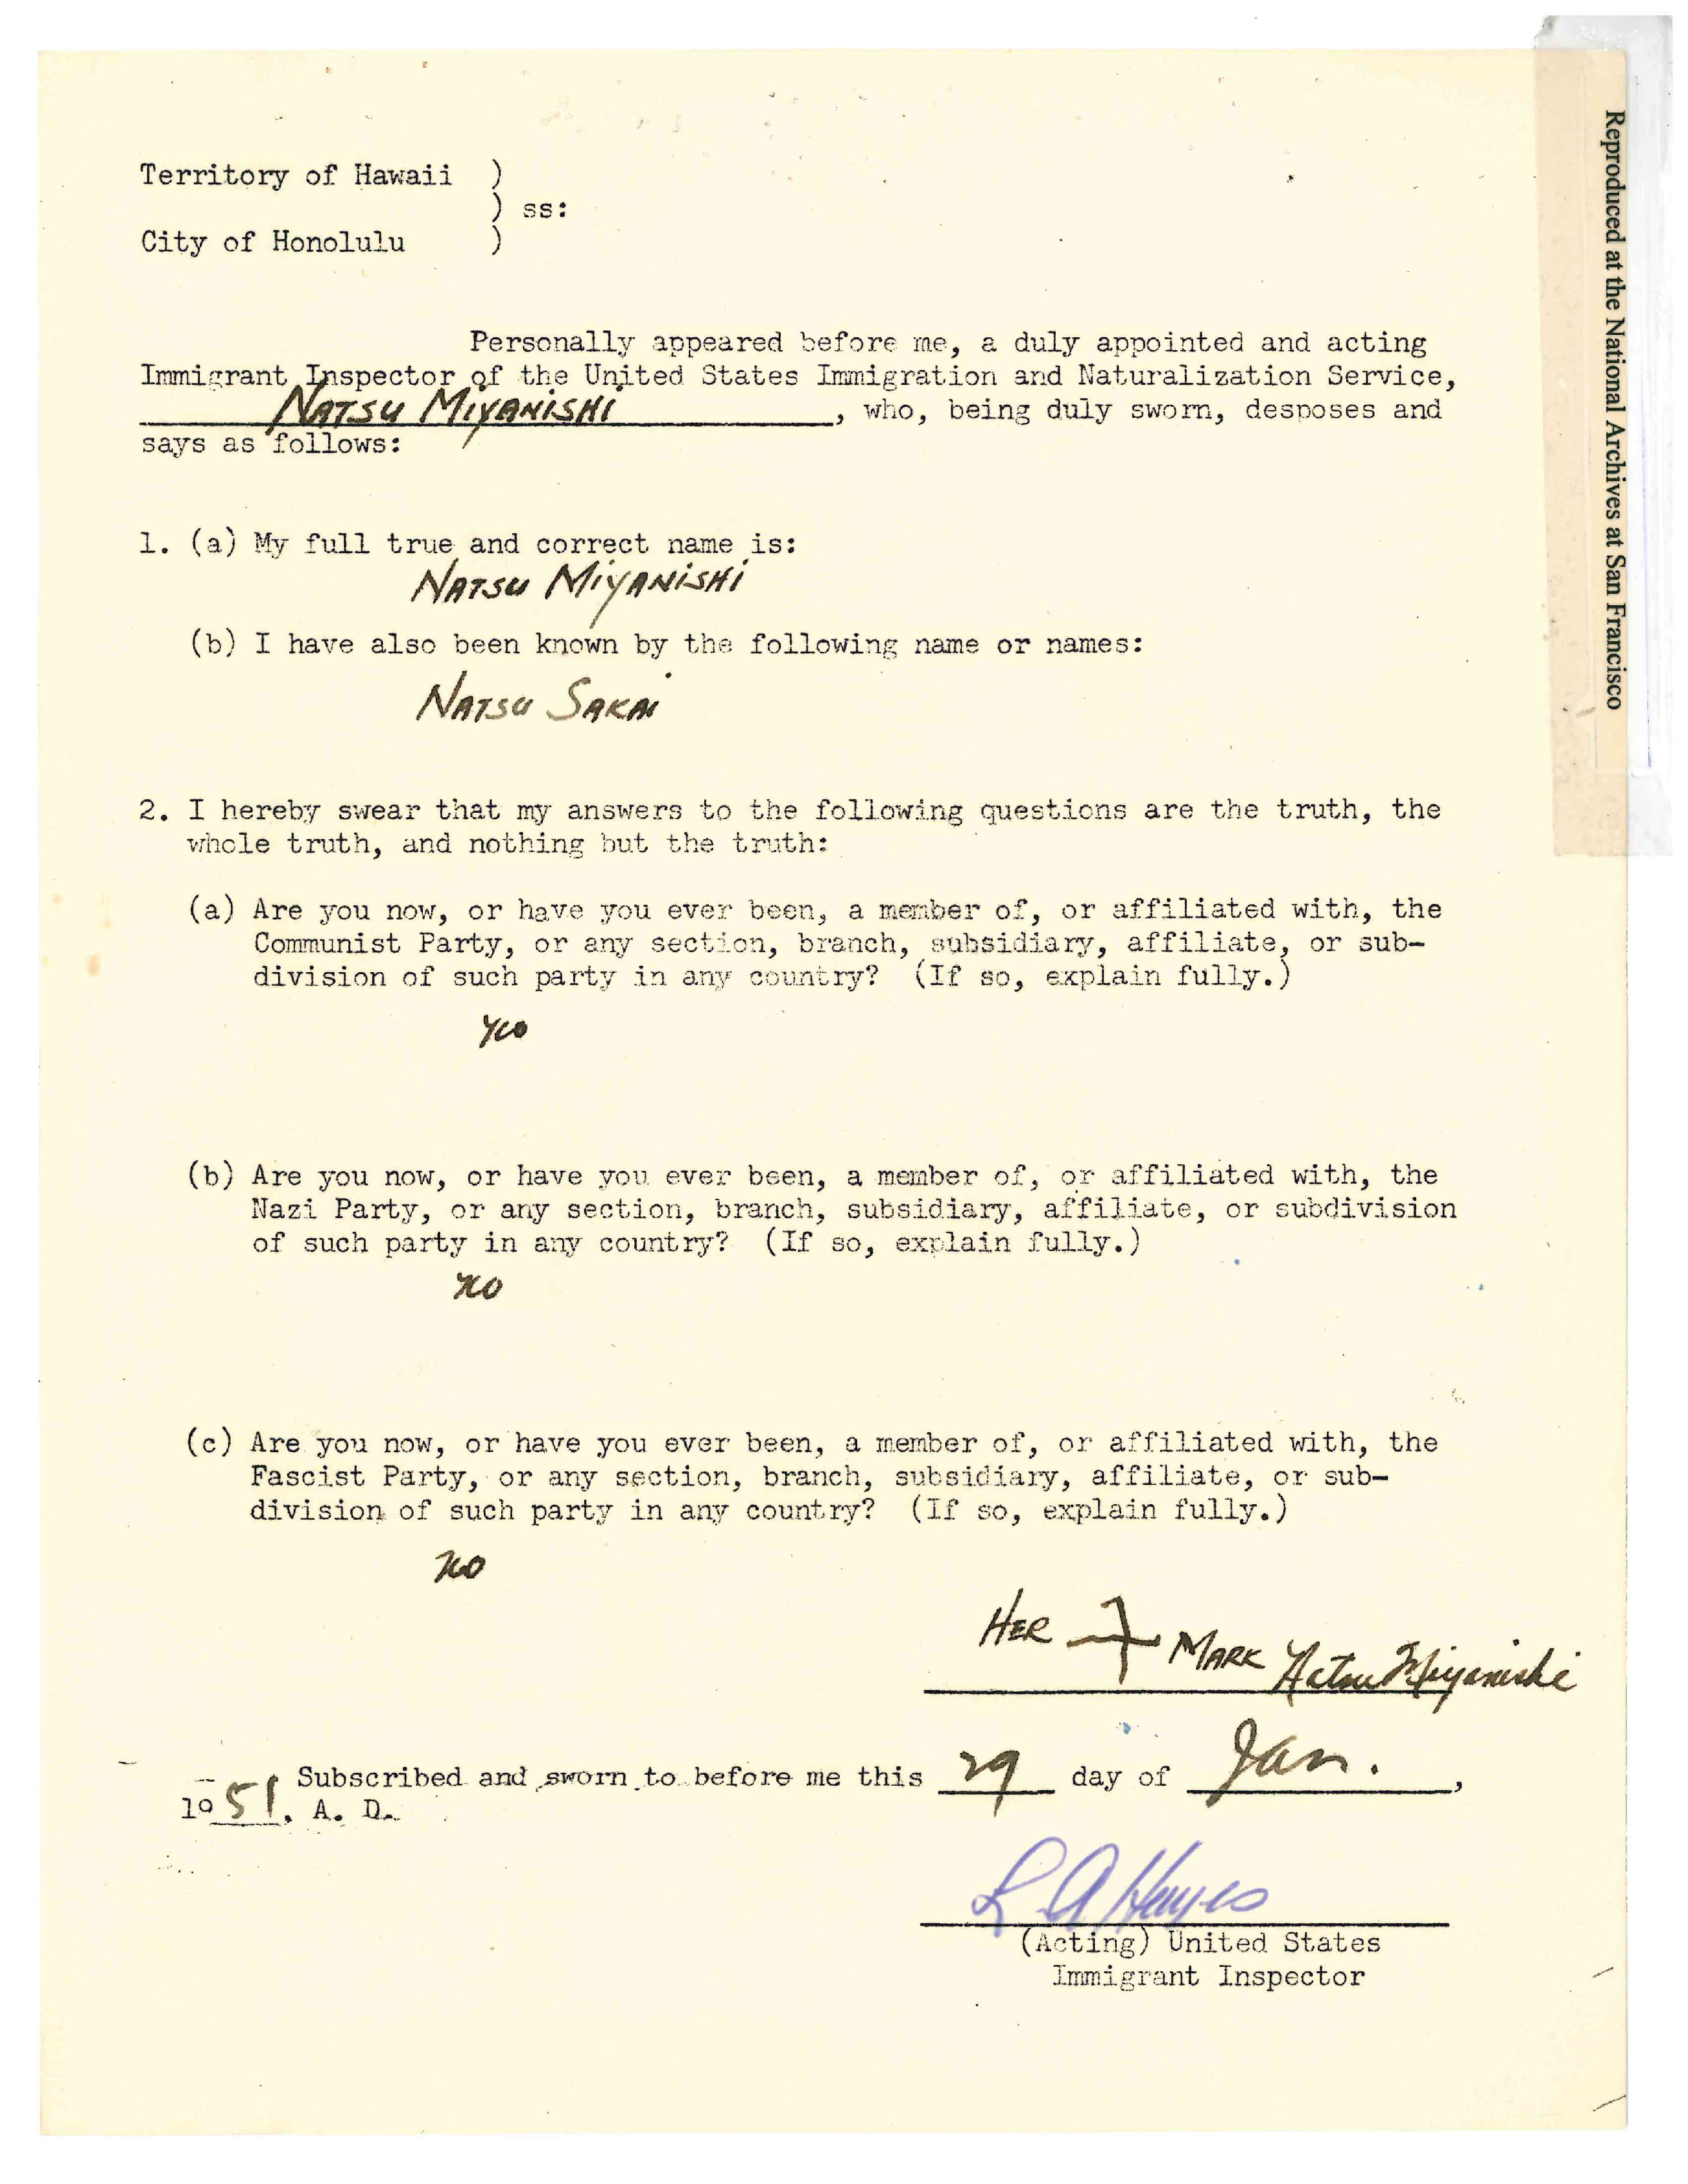 Territory of Hawaii )
) ss:
City of Honolulu )
Personally appeared before me, a duly appointed and acting
Immigrant Inspector of the United States Immigration and Naturalization Service,
NATSU MIYANISHI, who, being duly sworn, desposes and
says as follows:
1. (a) My full true and correct name is:
NATSU MIYANISHI
(b) I have also been known by the following name or names:
NATSU SAKAI
2. I hereby swear that my answers to the following questions are the truth, the
whole truth, and nothing but the truth:
(a) Are you now, or have you ever been, a member of, or affiliated with, the
Communist Party, or any section, branch, subsidiary, affiliate, or sub-
division of such party in any country? (If so, explain fully.)
(b) Are you now, or have you ever been, a member of, or affiliated with, the
Nazi Party, or any section, branch, subsidiary, affiliate, or subdivision
of such party in any country? (If so, explain fully.)
no
(c) Are you now, or have you ever been, a member of, or affiliated with, the
Fascist Party, or any section, branch, subsidiary, affiliate, or sub-
division of such party in any country? (If so, explain fully.)
no
HER MARK Natsu Miyanishi
Subscribed and sworn to before me this 29 day of Jan.,
1951, A. D.
L A Hayes
(Acting) United States
Immigrant Inspector
Reproduced at the National Archives at San Francisco